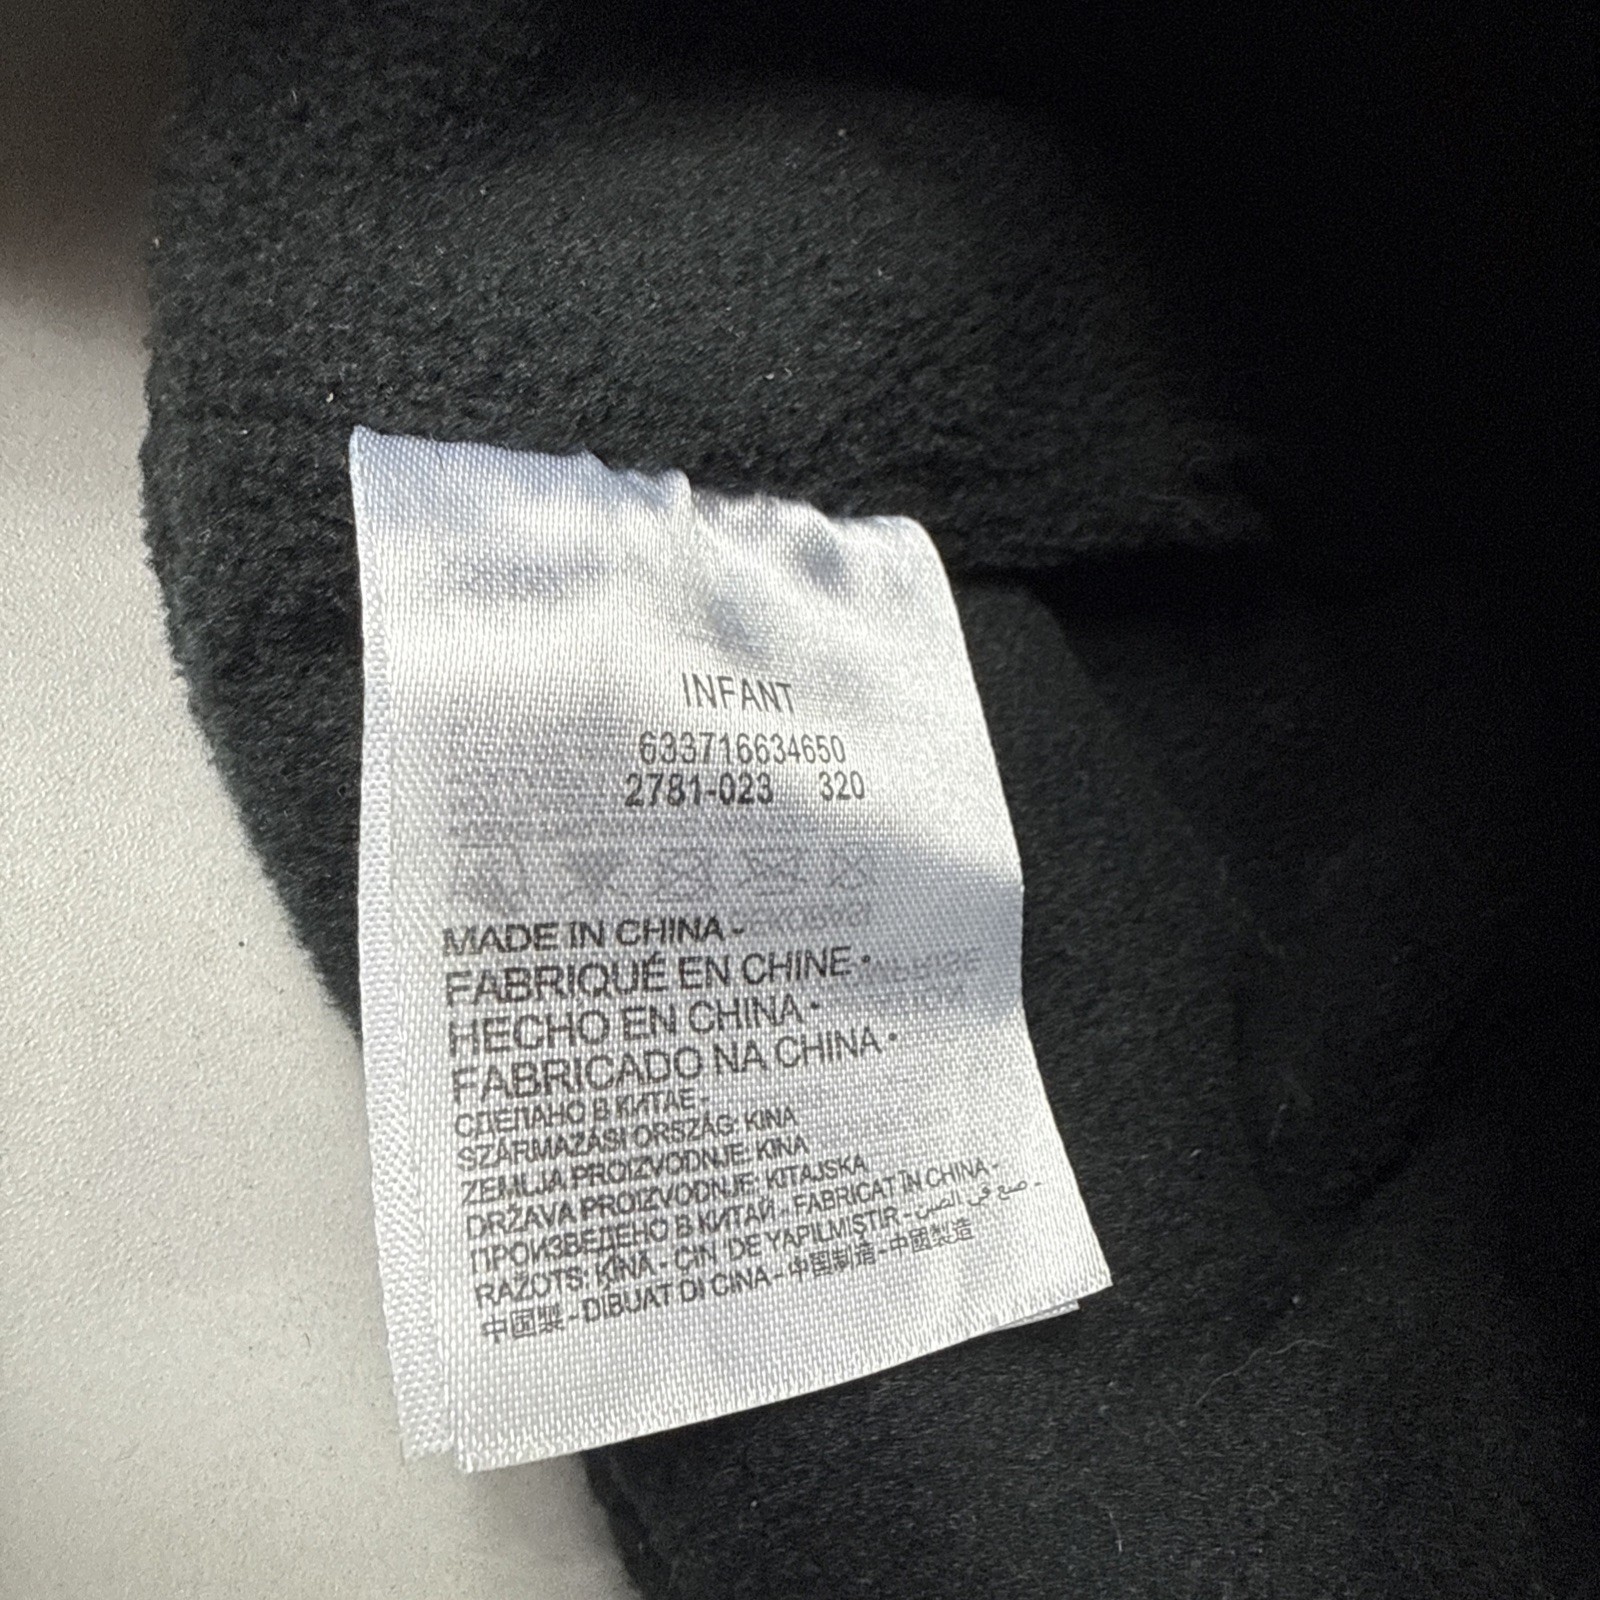 INFANT
633716634650
2781-023 320
MADE IN CHINA -
FABRIQUÉ EN CHINE •
HECHO EN CHINA •
FABRICADO NA CHINA •
СДЕЛАНО В КИТАЕ -
SZÁRMAZÁSI ORSZÁG: KINA
ZEMLJA PROIZVODNJE: KINA
DRŽAVA PROIZVODNJE: KITAJSKA
ПРОИЗВЕДЕНО В КИТАЙ - FABRICAT ÎN CHINA -
RAŽOTS: ĶĪNA - ÇIN DE YAPILMIŞTIR - صنع في الصين -
中国製 - DIBUAT DI CINA - 中国制造 - 中國製造